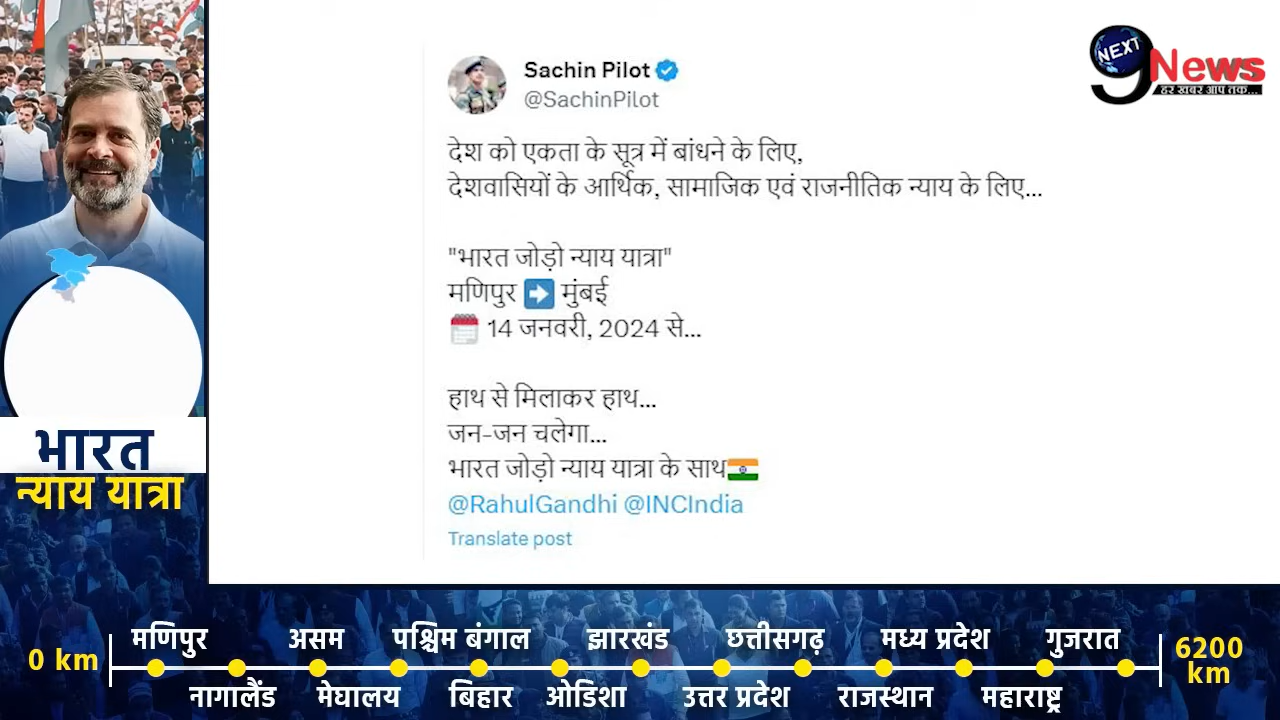 NEXT
9 News
हर खबर आप तक...
Sachin Pilot
@SachinPilot
देश को एकता के सूत्र में बांधने के लिए,
देशवासियों के आर्थिक, सामाजिक एवं राजनीतिक न्याय के लिए...
"भारत जोड़ो न्याय यात्रा"
मणिपुर ➡️ मुंबई
14 जनवरी, 2024 से...
हाथ से मिलाकर हाथ...
जन-जन चलेगा...
भारत जोड़ो न्याय यात्रा के साथ🇮🇳
@RahulGandhi @INCIndia
Translate post
भारत
न्याय यात्रा
मणिपुर असम पश्चिम बंगाल झारखंड छत्तीसगढ़ मध्य प्रदेश गुजरात
0 km
6200
km
नागालैंड मेघालय बिहार ओडिशा उत्तर प्रदेश राजस्थान महाराष्ट्र